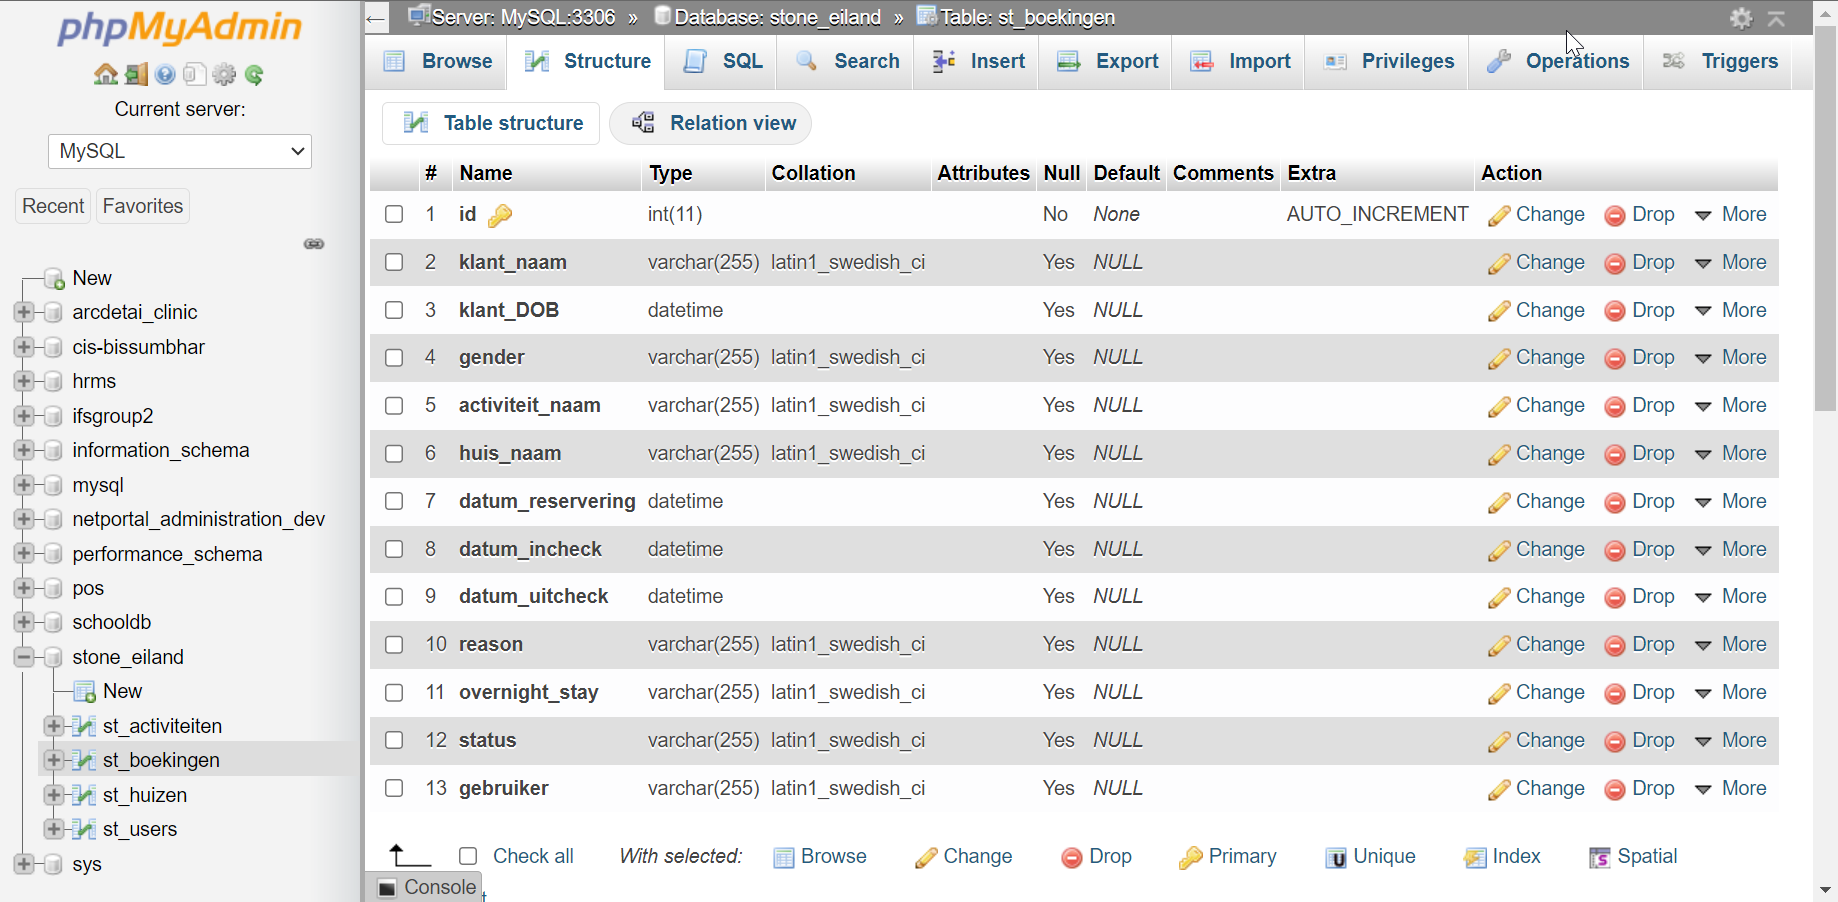 phpMyAdmin
Current server:
MySQL
Recent Favorites
New
arcdetai_clinic
cis-bissumbhar
hrms
ifsgroup2
information_schema
mysql
netportal_administration_dev
performance_schema
pos
schooldb
stone_eiland
New
st_activiteiten
st_boekingen
st_huizen
st_users
sys
Server: MySQL:3306 » Database: stone_eiland » Table: st_boekingen
Browse Structure SQL Search Insert Export Import Privileges Operations Triggers
Table structure Relation view
# Name Type Collation Attributes Null Default Comments Extra Action
1 id int(11) No None AUTO_INCREMENT Change Drop More
2 klant_naam varchar(255) latin1_swedish_ci Yes NULL Change Drop More
3 klant_DOB datetime Yes NULL Change Drop More
4 gender varchar(255) latin1_swedish_ci Yes NULL Change Drop More
5 activiteit_naam varchar(255) latin1_swedish_ci Yes NULL Change Drop More
6 huis_naam varchar(255) latin1_swedish_ci Yes NULL Change Drop More
7 datum_reservering datetime Yes NULL Change Drop More
8 datum_incheck datetime Yes NULL Change Drop More
9 datum_uitcheck datetime Yes NULL Change Drop More
10 reason varchar(255) latin1_swedish_ci Yes NULL Change Drop More
11 overnight_stay varchar(255) latin1_swedish_ci Yes NULL Change Drop More
12 status varchar(255) latin1_swedish_ci Yes NULL Change Drop More
13 gebruiker varchar(255) latin1_swedish_ci Yes NULL Change Drop More
Check all With selected: Browse Change Drop Primary Unique Index Spatial
Console